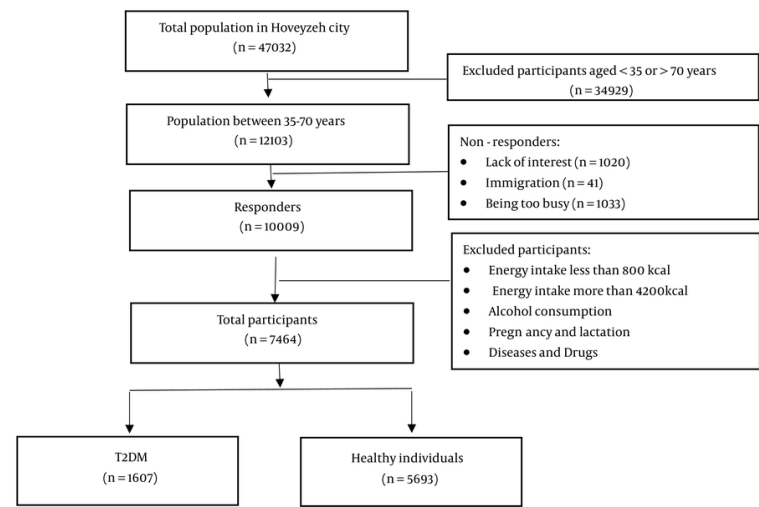 Total population in Hoveyzeh city
(n = 47032)
Excluded participants aged < 35 or > 70 years
(n = 34929)
Population between 35-70 years
(n = 12103)
Non - responders:
● Lack of interest (n = 1020)
● Immigration (n = 41)
● Being too busy (n = 1033)
Responders
(n = 10009)
Excluded participants:
● Energy intake less than 800 kcal
● Energy intake more than 4200kcal
● Alcohol consumption
● Pregn ancy and lactation
● Diseases and Drugs
Total participants
(n = 7464)
T2DM
(n = 1607)
Healthy individuals
(n = 5693)